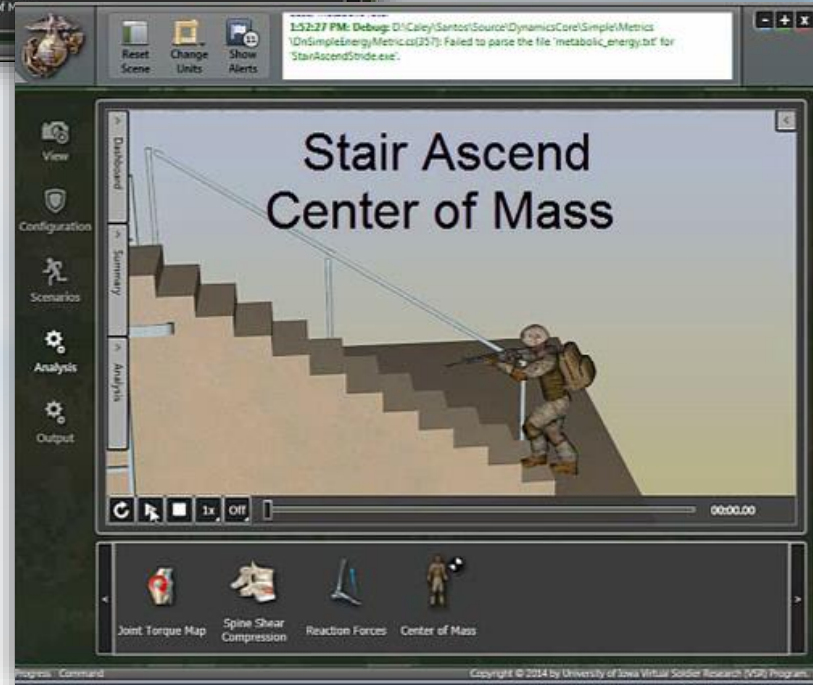 Reset
Scene
Change
Units
Show
Alerts
11
1:52:27 PM: Debug: D:\Caley\Santos\Source\DynamicsCore\Simple\Metrics
\OnSimpleEnergyMetric.cs(357): Failed to parse the file 'metabolic_energy.txt' for
'StairAscendStride.exe'.
View
Configuration
Scenarios
Analysis
Output
Dashboard
Summary
Analysis
Stair Ascend
Center of Mass
1x
Off
00:00.00
Joint Torque Map
Spine Shear
Compression
Reaction Forces
Center of Mass
Progress Command
Copyright © 2014 by University of Iowa Virtual Soldier Research (VSR) Program.